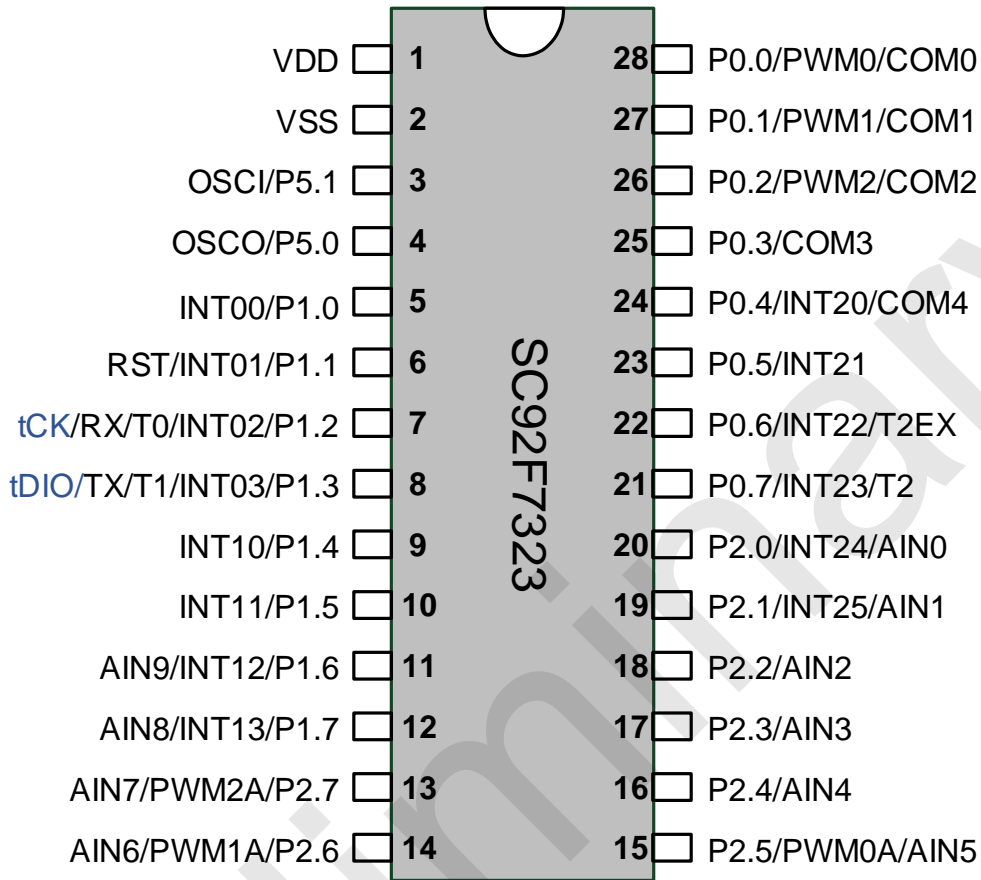 VDD 1 28 P0.0/PWM0/COM0
VSS 2 27 P0.1/PWM1/COM1
OSCI/P5.1 3 26 P0.2/PWM2/COM2
OSCO/P5.0 4 25 P0.3/COM3
INT00/P1.0 5 24 P0.4/INT20/COM4
RST/INT01/P1.1 6 23 P0.5/INT21
tCK/RX/T0/INT02/P1.2 7 22 P0.6/INT22/T2EX
tDIO/TX/T1/INT03/P1.3 8 21 P0.7/INT23/T2
INT10/P1.4 9 20 P2.0/INT24/AIN0
INT11/P1.5 10 19 P2.1/INT25/AIN1
AIN9/INT12/P1.6 11 18 P2.2/AIN2
AIN8/INT13/P1.7 12 17 P2.3/AIN3
AIN7/PWM2A/P2.7 13 16 P2.4/AIN4
AIN6/PWM1A/P2.6 14 15 P2.5/PWM0A/AIN5
SC92F7323